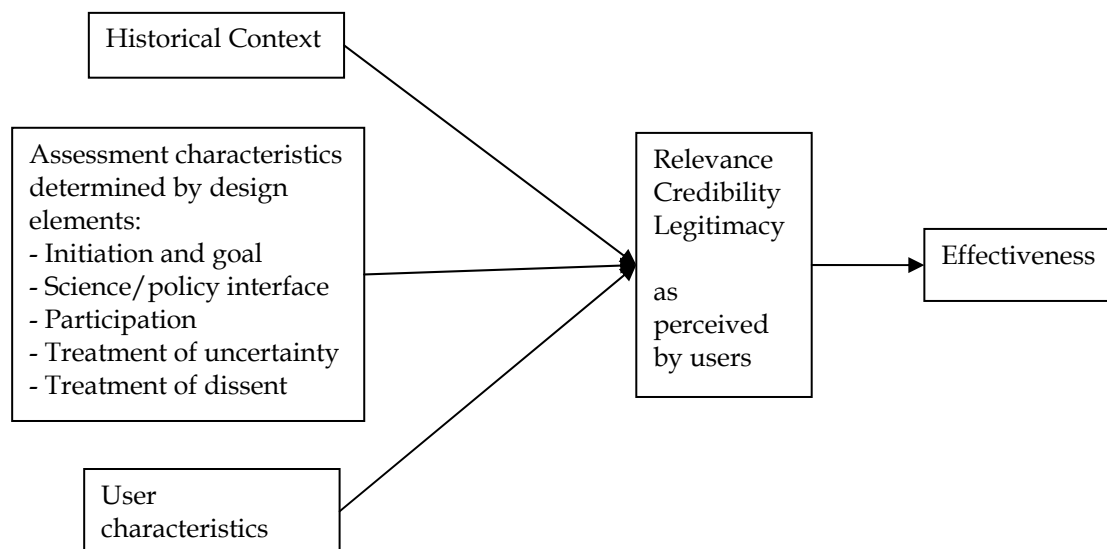 Historical Context
Assessment characteristics
determined by design
elements:
- Initiation and goal
- Science/policy interface
- Participation
- Treatment of uncertainty
- Treatment of dissent
User
characteristics
Relevance
Credibility
Legitimacy
as
perceived
by users
Effectiveness